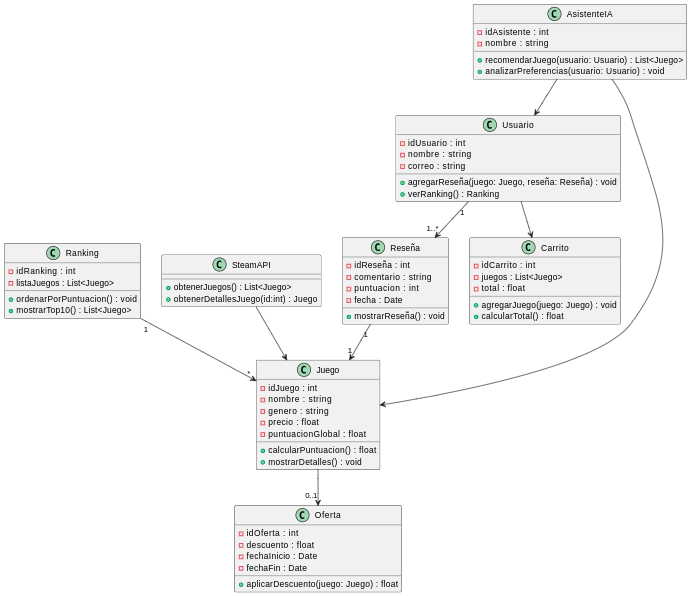 C AsistenteIA
idAsistente : int
nombre : string
recomendarJuego(usuario: Usuario) : List<Juego>
analizarPreferencias(usuario: Usuario) : void
C Usuario
idUsuario : int
nombre : string
correo : string
agregarReseña(juego: Juego, reseña: Reseña) : void
verRanking() : Ranking
1
1..*
C Ranking
idRanking : int
listaJuegos : List<Juego>
ordenarPorPuntuacion() : void
mostrarTop10() : List<Juego>
C SteamAPI
obtenerJuegos() : List<Juego>
obtenerDetallesJuego(id:int) : Juego
C Reseña
idReseña : int
comentario : string
puntuacion : int
fecha : Date
mostrarReseña() : void
C Carrito
idCarrito : int
juegos : List<Juego>
total : float
agregarJuego(juego: Juego) : void
calcularTotal() : float
1
*
1
1
C Juego
idJuego : int
nombre : string
genero : string
precio : float
puntuacionGlobal : float
calcularPuntuacion() : float
mostrarDetalles() : void
0..1
C Oferta
idOferta : int
descuento : float
fechaInicio : Date
fechaFin : Date
aplicarDescuento(juego: Juego) : float